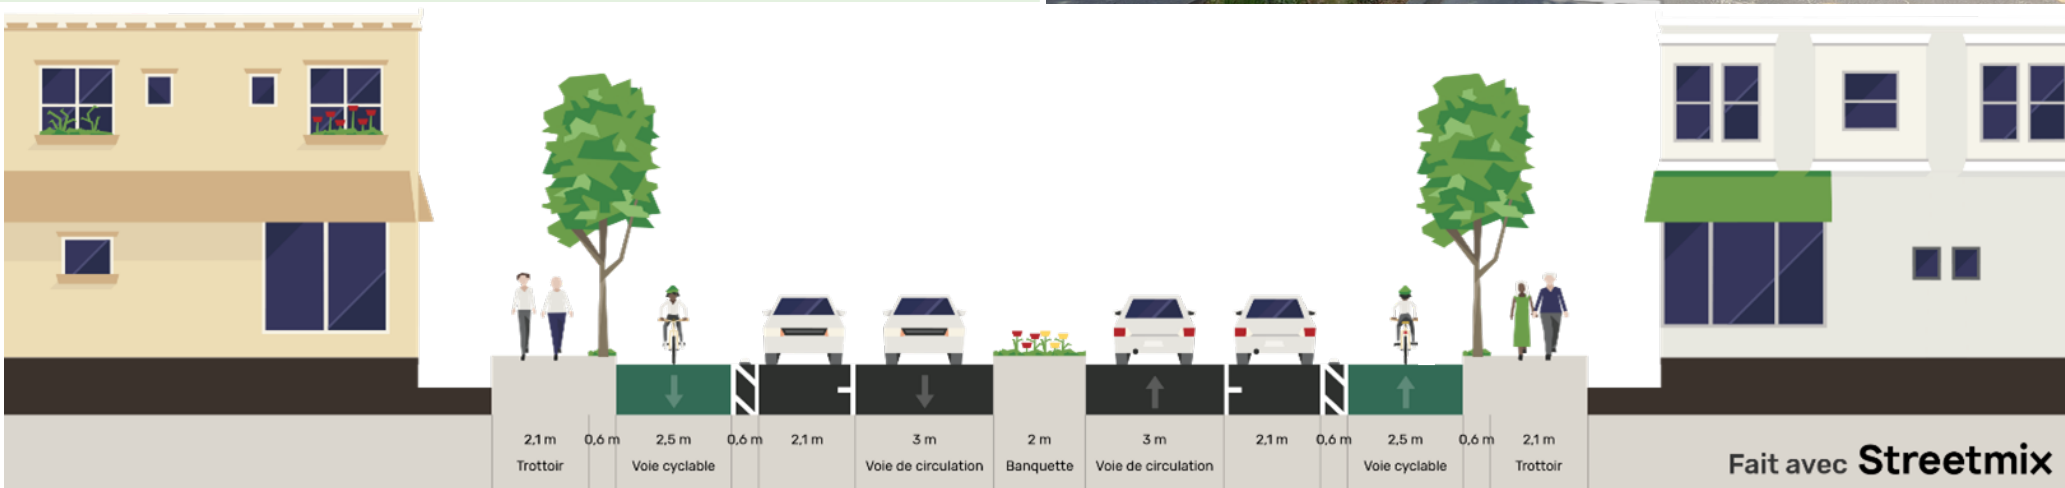 2,1 m 0,6 m 2,5 m 0,6 m 2,1 m 3 m 2 m 3 m 2,1 m 0,6 m 2,5 m 0,6 m 2,1 m
Trottoir Voie cyclable Voie de circulation Banquette Voie de circulation Voie cyclable Trottoir
Fait avec Streetmix